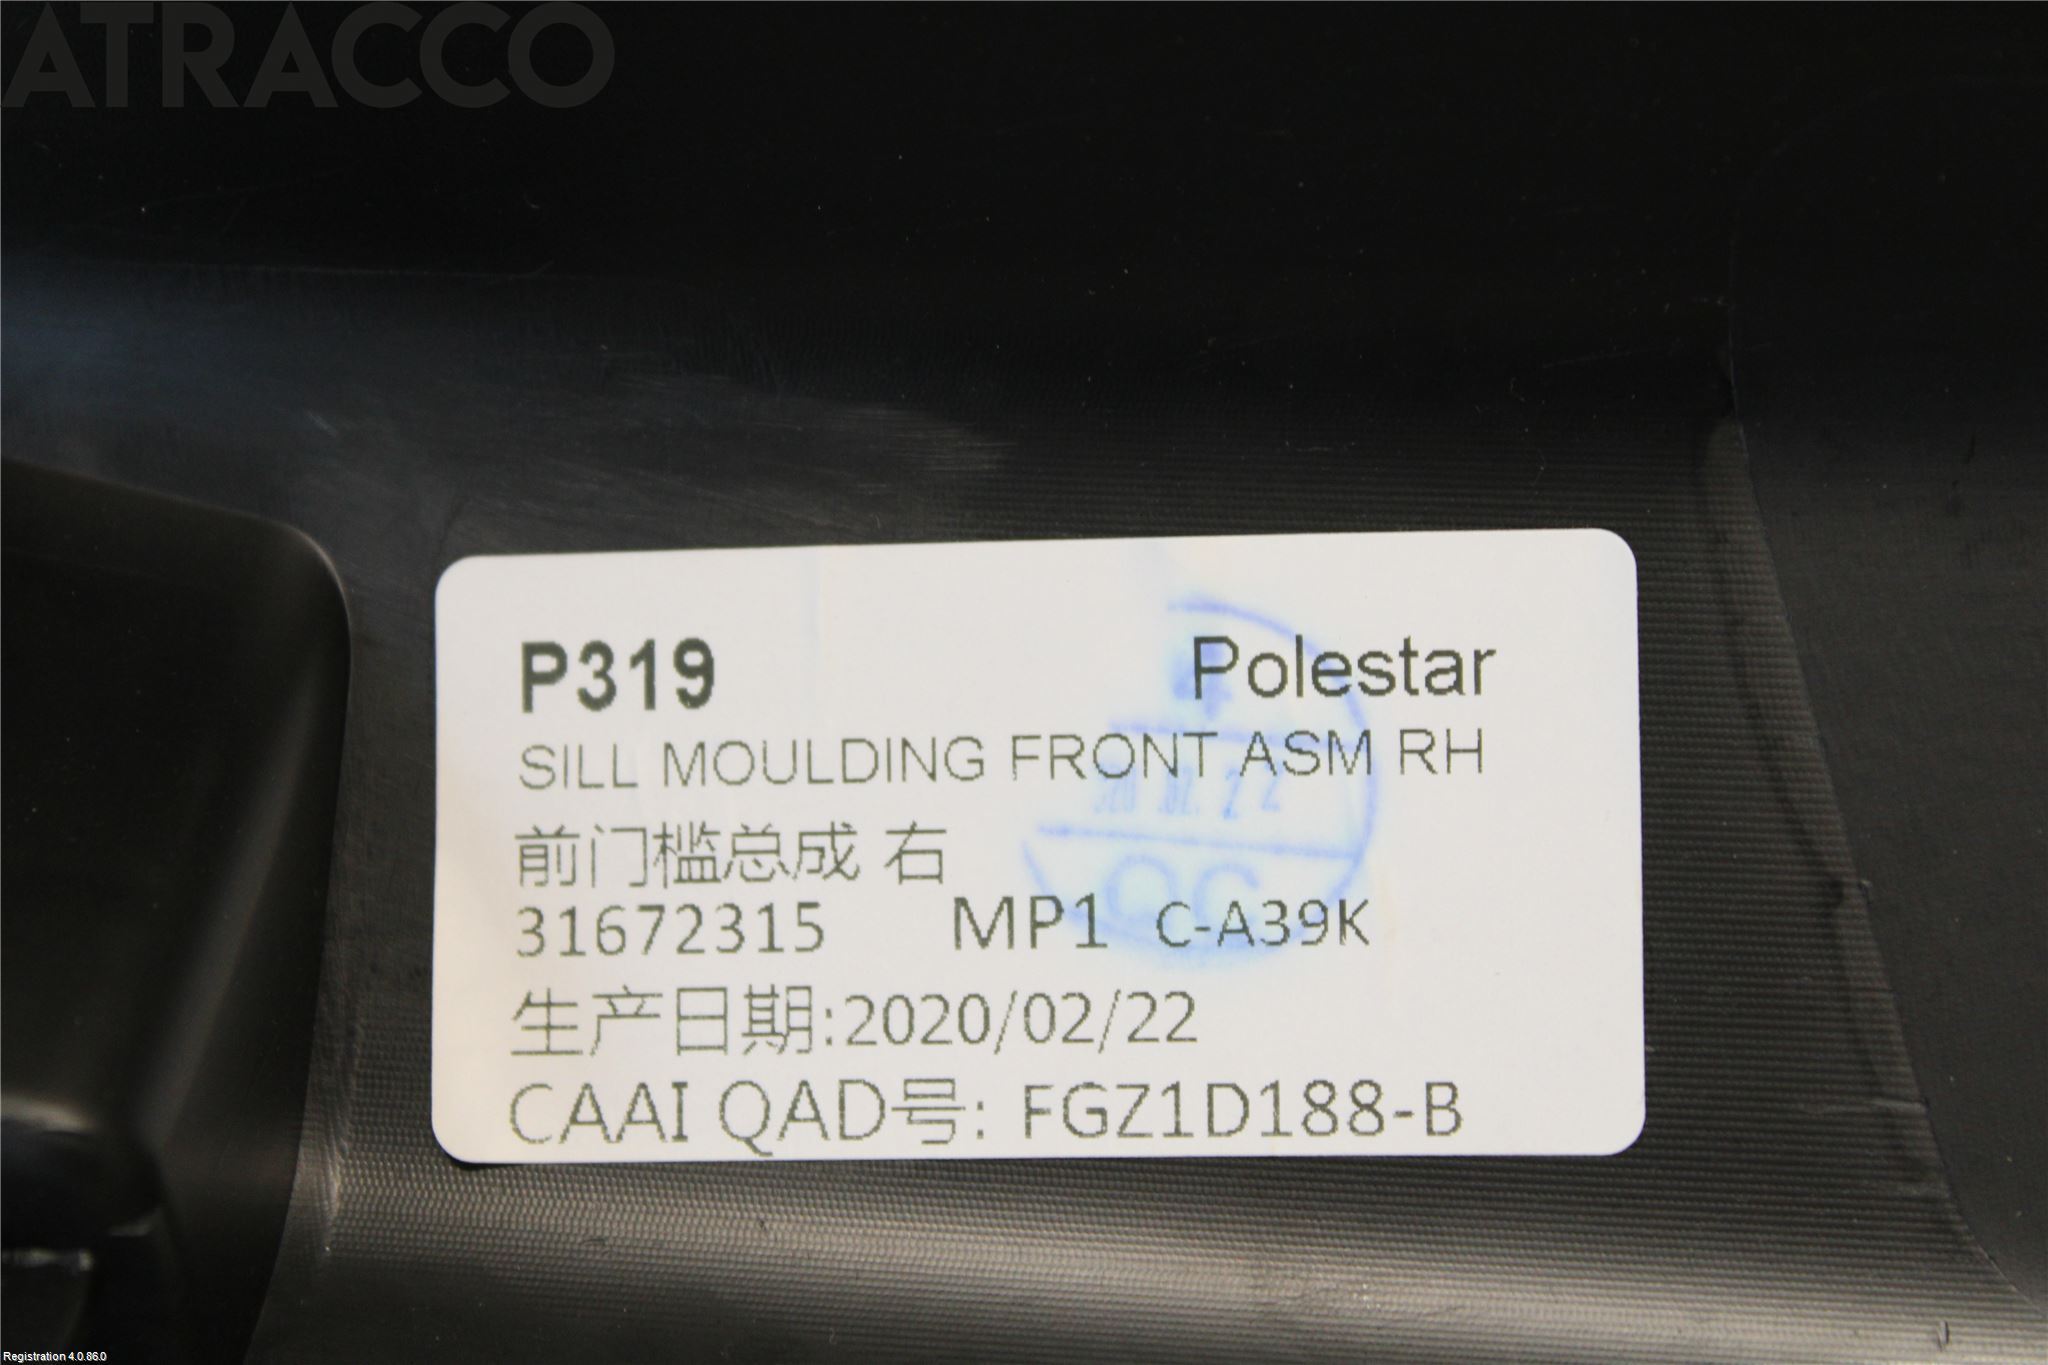 ATRACCO
P319 Polestar
SILL MOULDING FRONT ASM RH
前门槛总成 右
31672315 MP1 C-A39K
生产日期:2020/02/22
CAAI QAD号: FGZ1D188-B
QC
Registration 4.0.86.0